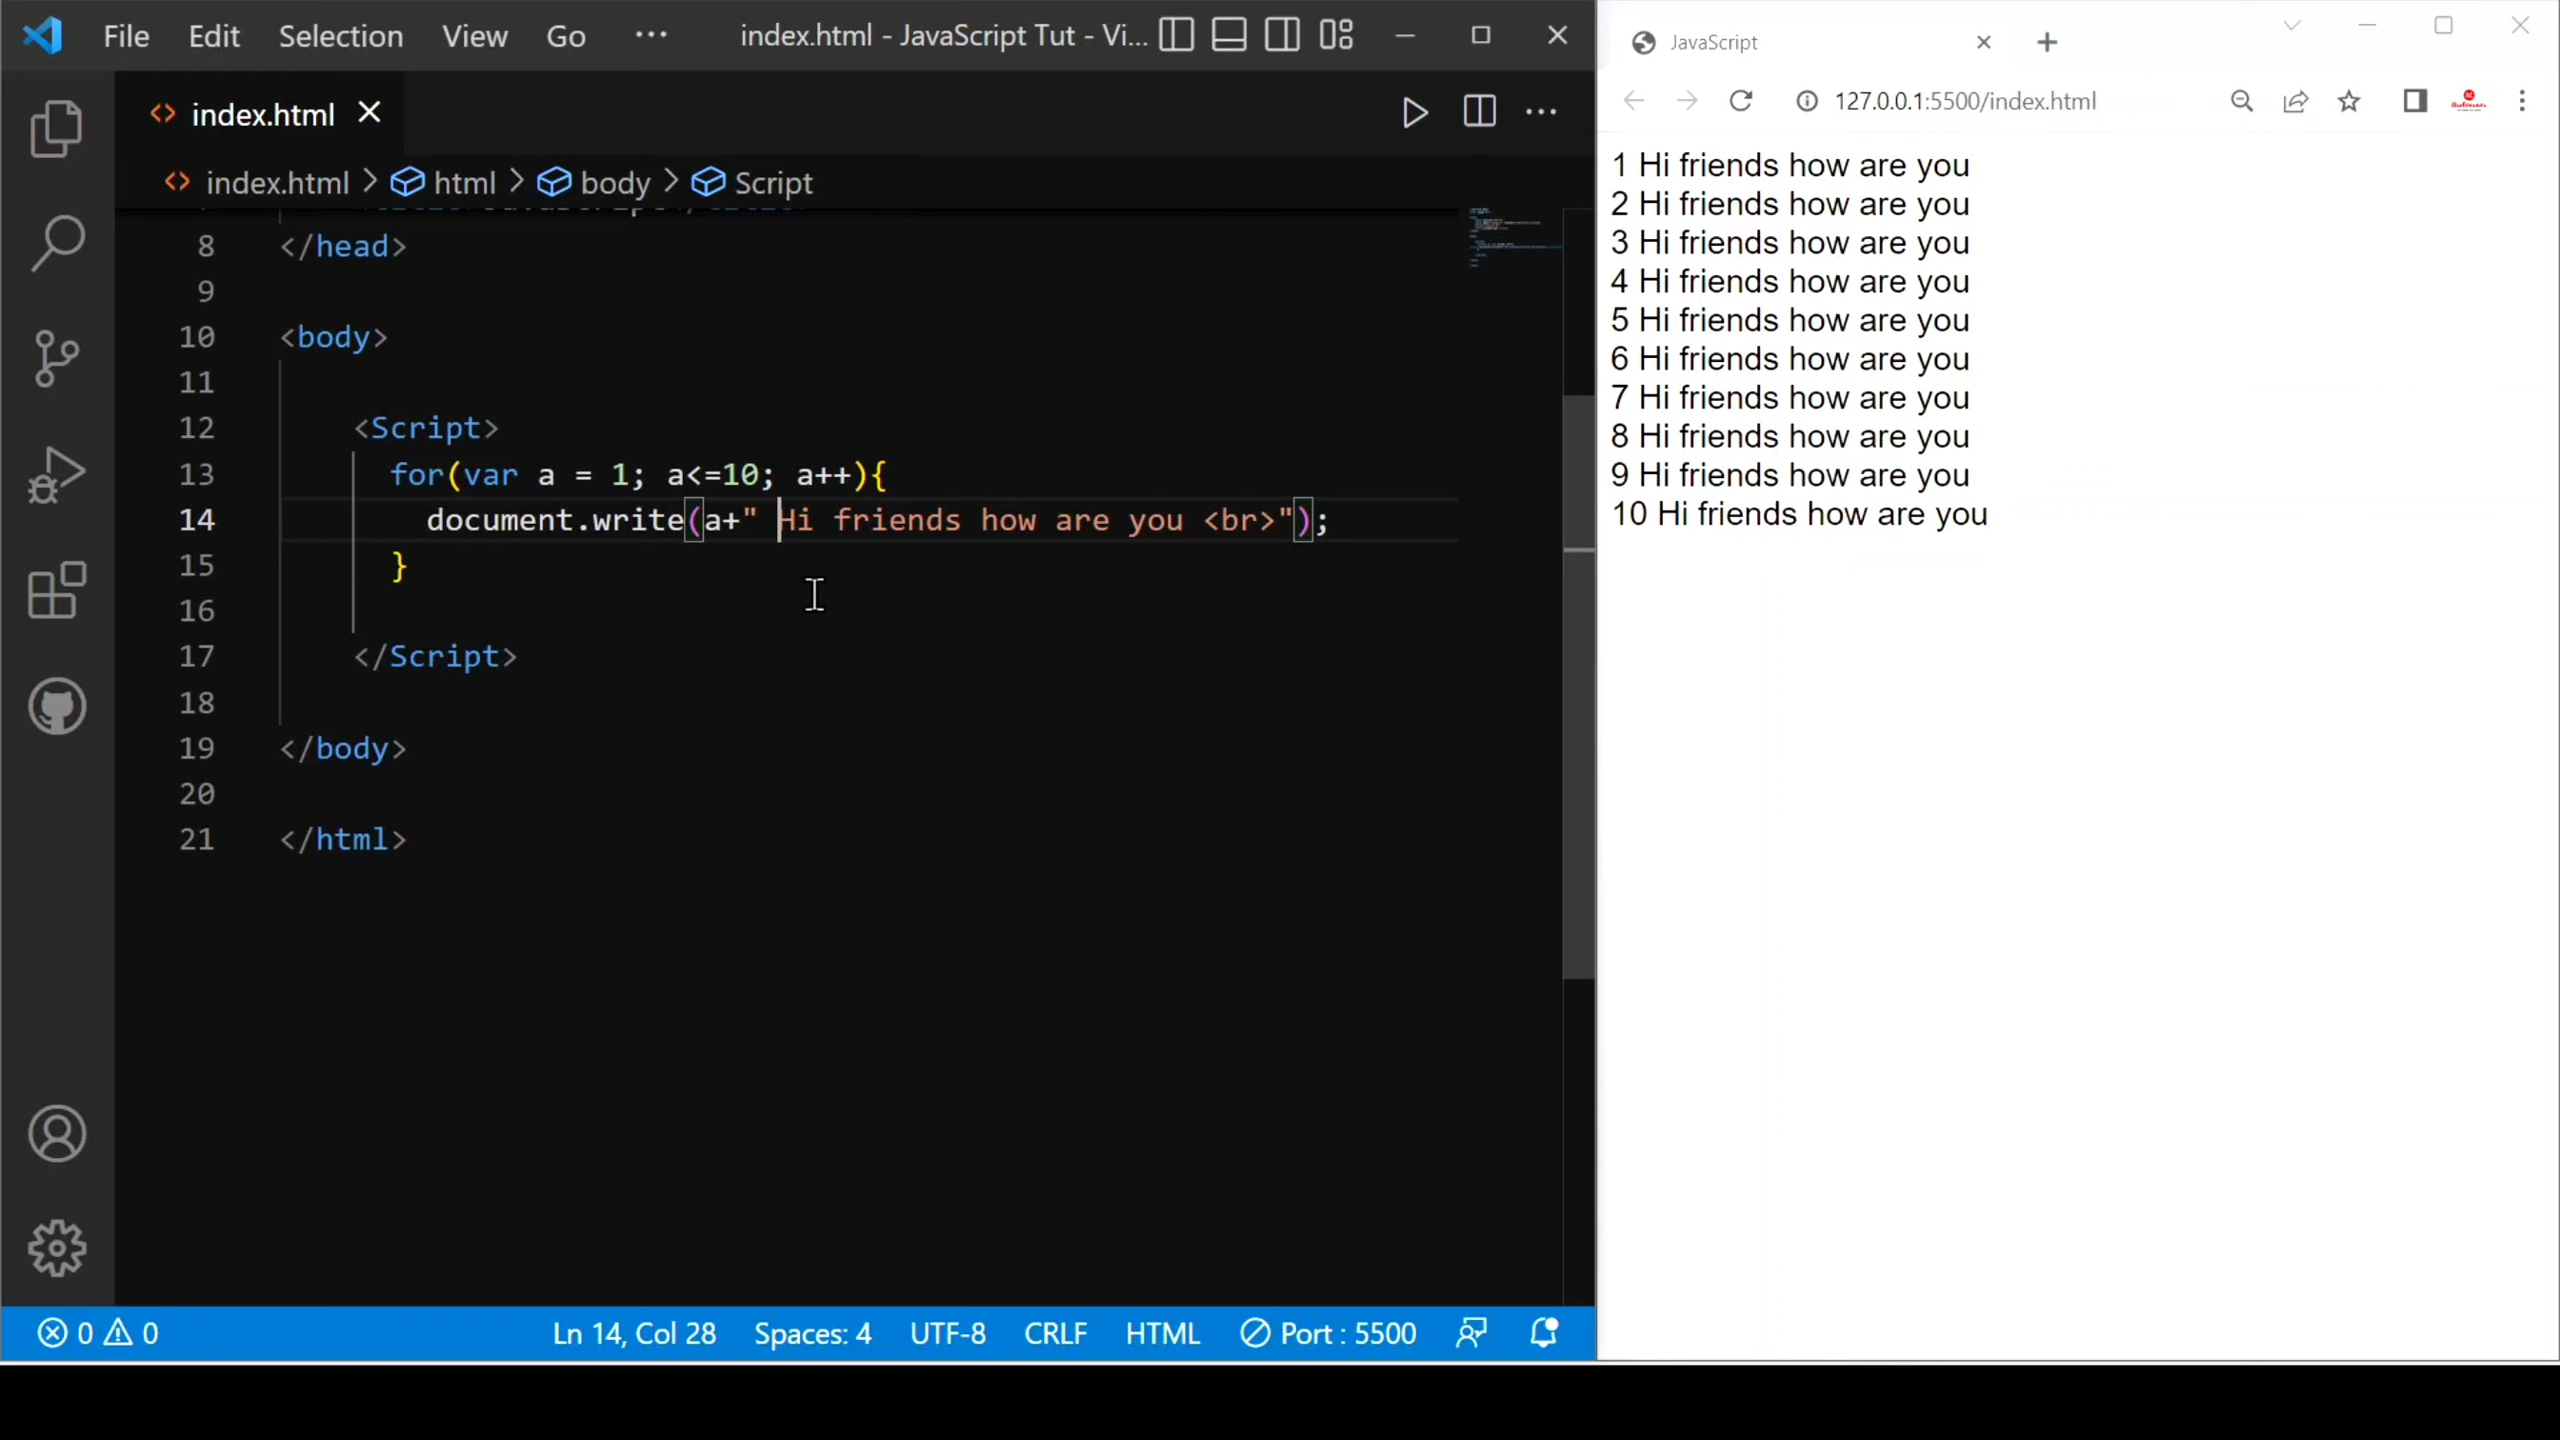 File Edit Selection View Go ··· index.html - JavaScript Tut - Vi...
index.html
index.html > html > body > Script
8 </head>
9
10 <body>
11
12 <Script>
13 for(var a = 1; a<=10; a++){
14 document.write(a+" Hi friends how are you <br>");
15 }
16
17 </Script>
18
19 </body>
20
21 </html>
0 0 Ln 14, Col 28 Spaces: 4 UTF-8 CRLF HTML Port : 5500
JavaScript
127.0.0.1:5500/index.html
1 Hi friends how are you
2 Hi friends how are you
3 Hi friends how are you
4 Hi friends how are you
5 Hi friends how are you
6 Hi friends how are you
7 Hi friends how are you
8 Hi friends how are you
9 Hi friends how are you
10 Hi friends how are you